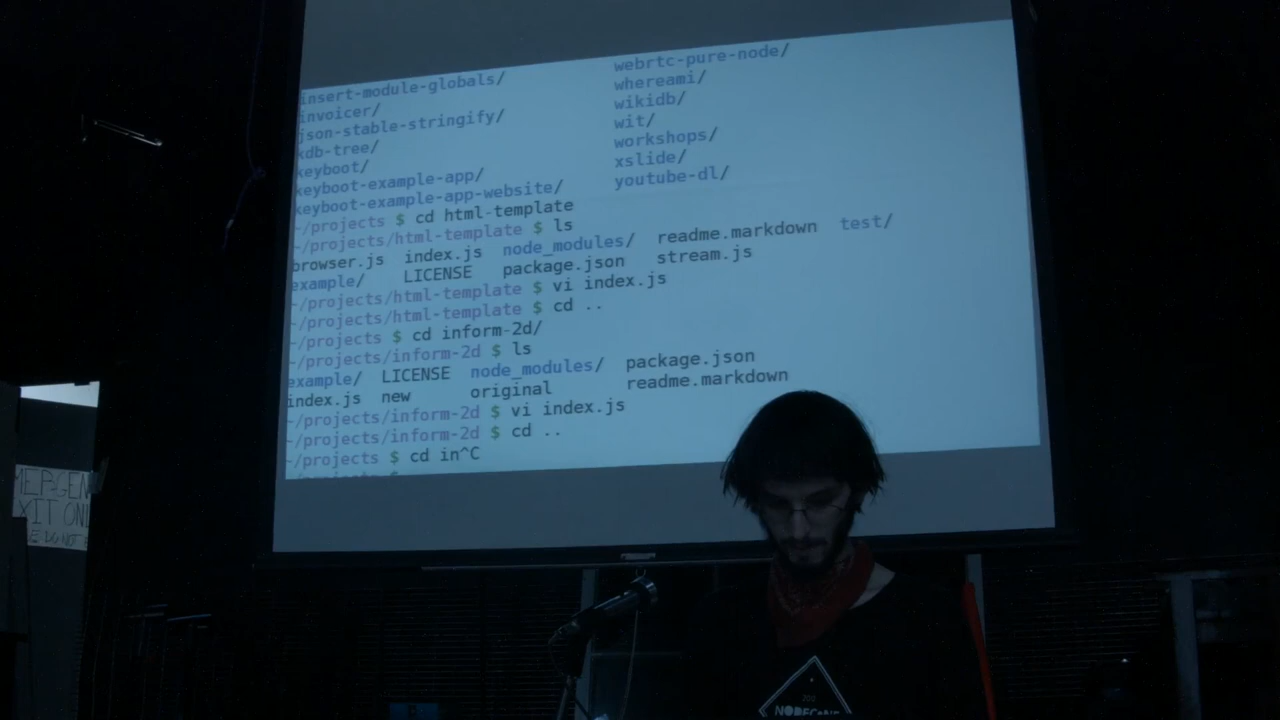 insert-module-globals/ webrtc-pure-node/
invoicer/ whereami/
json-stable-stringify/ wikidb/
kdb-tree/ wit/
keyboot/ workshops/
keyboot-example-app/ xslide/
keyboot-example-app-website/ youtube-dl/
~/projects $ cd html-template
~/projects/html-template $ ls
browser.js index.js node_modules/ readme.markdown test/
example/ LICENSE package.json stream.js
~/projects/html-template $ vi index.js
~/projects/html-template $ cd ..
~/projects $ cd inform-2d/
~/projects/inform-2d $ ls
example/ LICENSE node_modules/ package.json
index.js new original readme.markdown
~/projects/inform-2d $ vi index.js
~/projects/inform-2d $ cd ..
~/projects $ cd in^C
MERGEN
XIT ONL